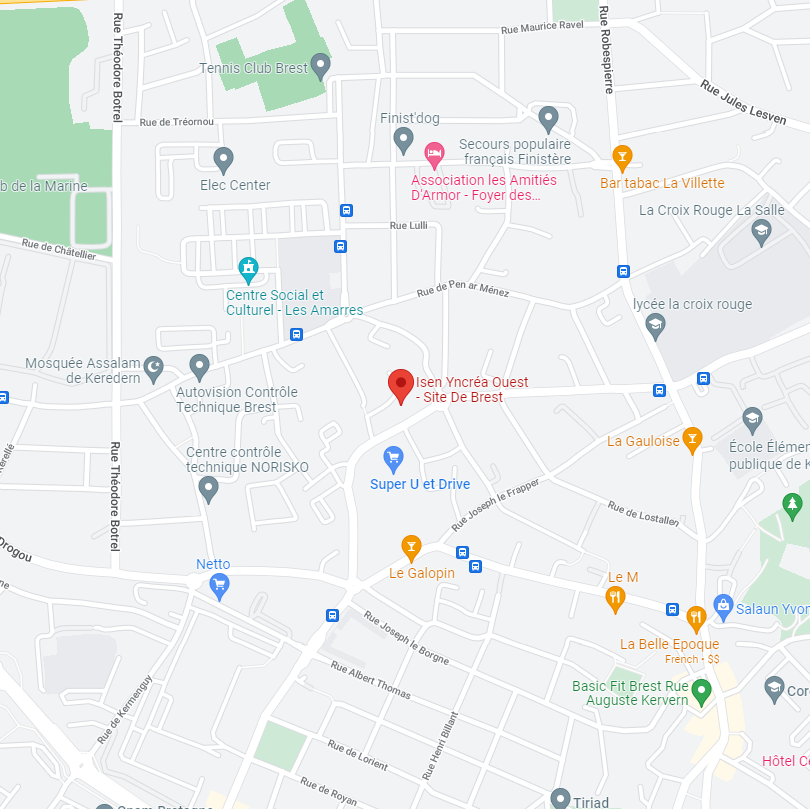 Rue Maurice Ravel
Rue Théodore Botrel
Rue Robespierre
Tennis Club Brest
Rue Jules Lesven
Rue de Tréornou
Finist'dog
Secours populaire
français Finistère
Elec Center
b de la Marine
Association les Amitiés
D'Armor - Foyer des...
Bar tabac La Villette
La Croix Rouge La Salle
Rue Lulli
Rue de Châtellier
Centre Social et
Culturel - Les Amarres
Rue de Pen ar Ménez
lycée la croix rouge
Mosquée Assalam
de Keredern
Autovision Contrôle
Technique Brest
Isen Yncréa Ouest
- Site De Brest
La Gauloise
École Élémen
publique de K
Centre contrôle
technique NORISKO
Rue Théodore Botrel
Super U et Drive
Rue Joseph le Frapper
Rue de Lostallen
Drogou
Netto
Le Galopin
Le M
Salaun Yvon
La Belle Epoque
French • $$
Rue Joseph le Borgne
Rue Albert Thomas
Basic Fit Brest Rue
Auguste Kervern
Rue de Kermenguy
Rue Henri Billant
Rue de Lorient
Rue de Royan
Hôtel Ce
Tiriad